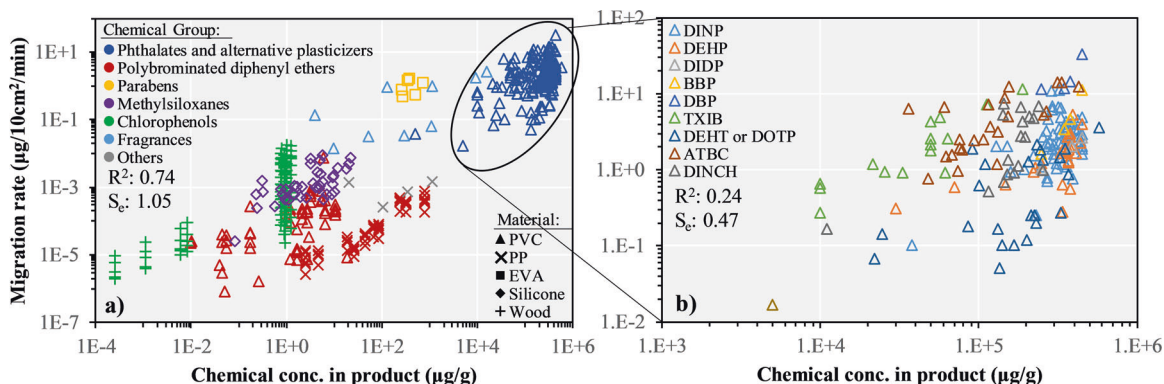 Chemical Group:
Phthalates and alternative plasticizers
Polybrominated diphenyl ethers
Parabens
Methylsiloxanes
Chlorophenols
Fragrances
Others
R²: 0.74
Sₑ: 1.05
Material:
PVC
PP
EVA
Silicone
Wood
a)
1E+1
1E-1
1E-3
1E-5
1E-7
1E-4
1E-2
1E+0
1E+2
1E+4
1E+6
Migration rate (µg/10cm²/min)
Chemical conc. in product (µg/g)
DINP
DEHP
DIDP
BBP
DBP
TXIB
DEHT or DOTP
ATBC
DINCH
R²: 0.24
Sₑ: 0.47
b)
1.E+2
1.E+1
1.E+0
1.E-1
1.E-2
1.E+3
1.E+4
1.E+5
1.E+6
Chemical conc. in product (µg/g)